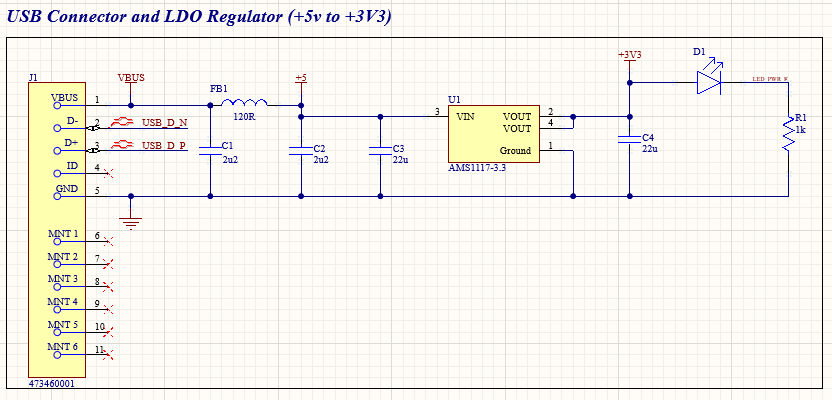 USB Connector and LDO Regulator (+5v to +3V3)
J1
VBUS
FB1
+5
+3V3
D1
VBUS 1
120R
U1
LED_PWR_R
D- 2 USB_D_N
3 VIN VOUT 2
VOUT 4
R1
1k
D+ 3 USB_D_P
C1
2u2
C2
2u2
C3
22u
Ground 1
C4
22u
ID 4
AMS1117-3.3
GND 5
MNT 1 6
MNT 2 7
MNT 3 8
MNT 4 9
MNT 5 10
MNT 6 11
473460001